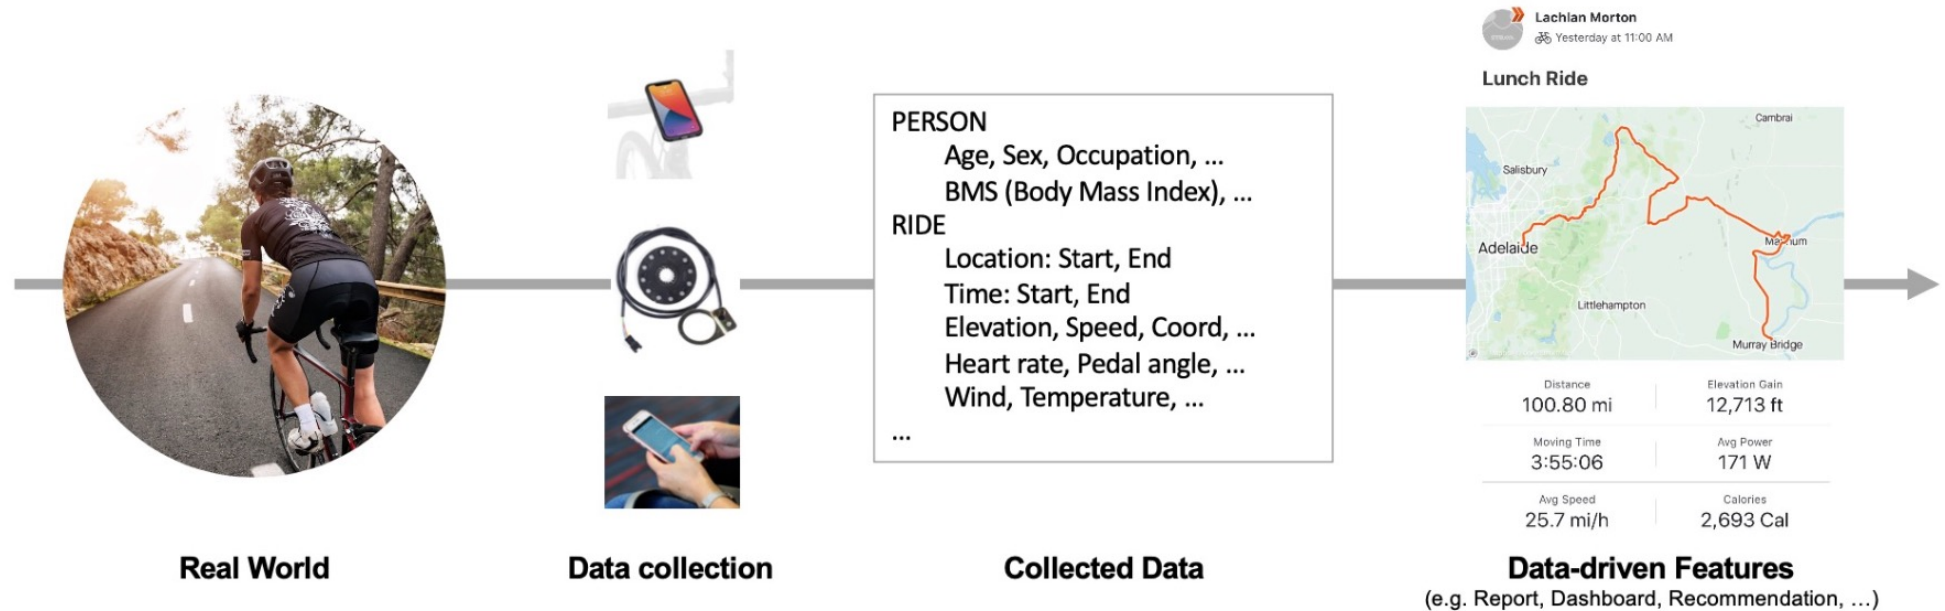 PERSON
Age, Sex, Occupation, ...
BMS (Body Mass Index), ...
RIDE
Location: Start, End
Time: Start, End
Elevation, Speed, Coord, ...
Heart rate, Pedal angle, ...
Wind, Temperature, ...
...
Lachlan Morton
Yesterday at 11:00 AM
Lunch Ride
Cambrai
Salisbury
Adelaide
Littlehampton
Murray Bridge
Distance
100.80 mi
Elevation Gain
12,713 ft
Moving Time
3:55:06
Avg Power
171 W
Avg Speed
25.7 mi/h
Calories
2,693 Cal
Real World
Data collection
Collected Data
Data-driven Features
(e.g. Report, Dashboard, Recommendation, ...)